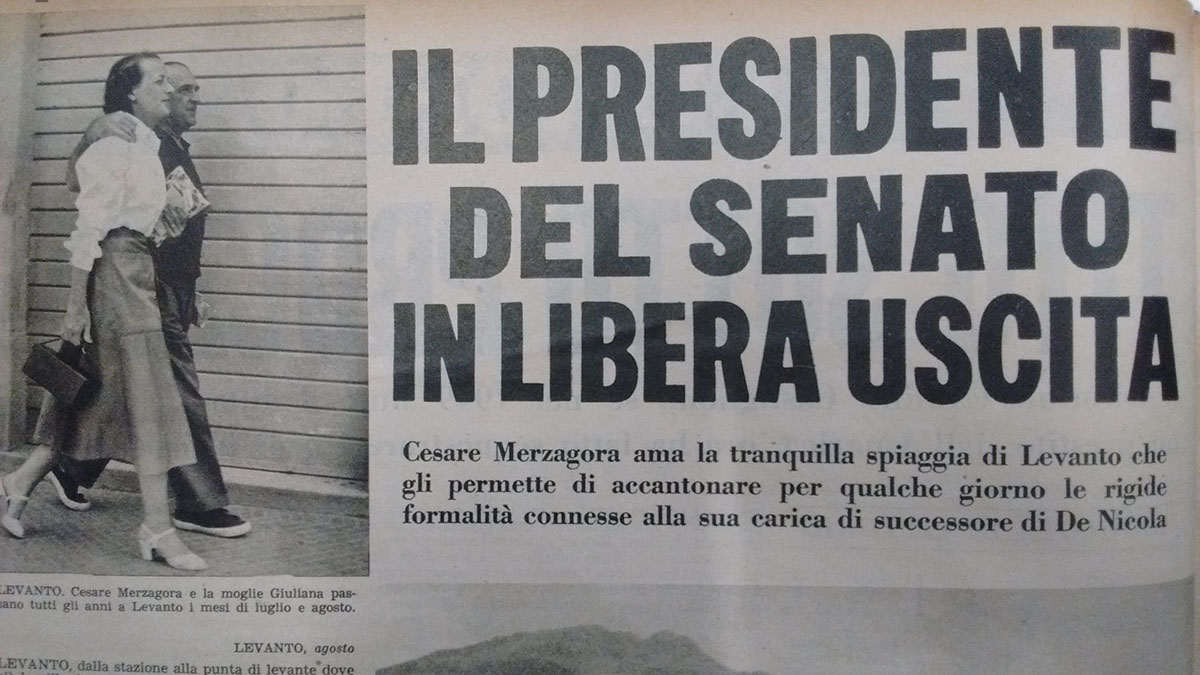 IL PRESIDENTE
DEL SENATO
IN LIBERA USCITA
Cesare Merzagora ama la tranquilla spiaggia di Levanto che
gli permette di accantonare per qualche giorno le rigide
formalità connesse alla sua carica di successore di De Nicola
LEVANTO. Cesare Merzagora e la moglie Giuliana pas-
sano tutti gli anni a Levanto i mesi di luglio e agosto.
LEVANTO, agosto
LEVANTO, dalla stazione alla punta di levante dove